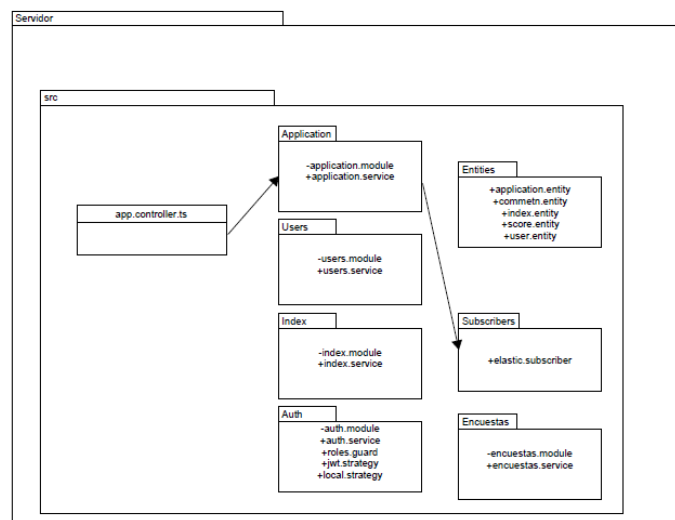 Servidor
src
Application
-application.module
+application.service
Entities
+application.entity
+commetn.entity
+index.entity
+score.entity
+user.entity
app.controller.ts
Users
-users.module
+users.service
Index
-index.module
+index.service
Subscribers
+elastic.subscriber
Auth
-auth.module
+auth.service
+roles.guard
+jwt.strategy
+local.strategy
Encuestas
-encuestas.module
+encuestas.service